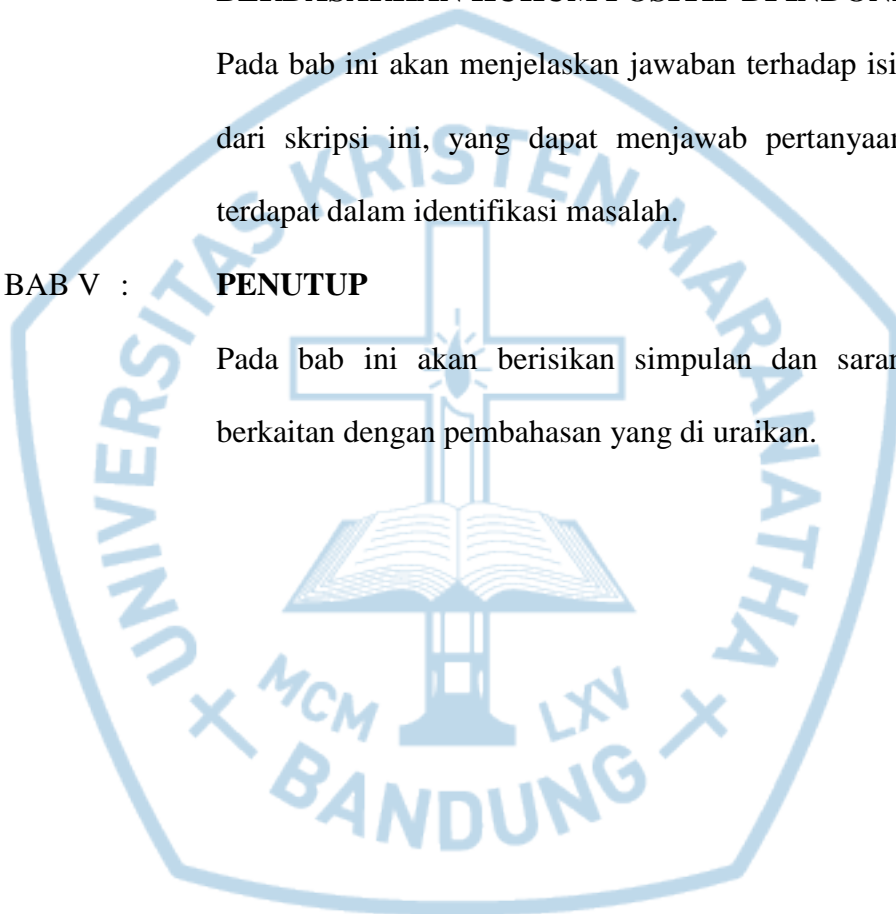 Pada bab ini akan menjelaskan jawaban terhadap isi
dari skripsi ini, yang dapat menjawab pertanyaan
terdapat dalam identifikasi masalah.
BAB V : PENUTUP
Pada bab ini akan berisikan simpulan dan saran
berkaitan dengan pembahasan yang di uraikan.
UNIVERSITAS KRISTEN MARANATHA
MCM LXV
BANDUNG